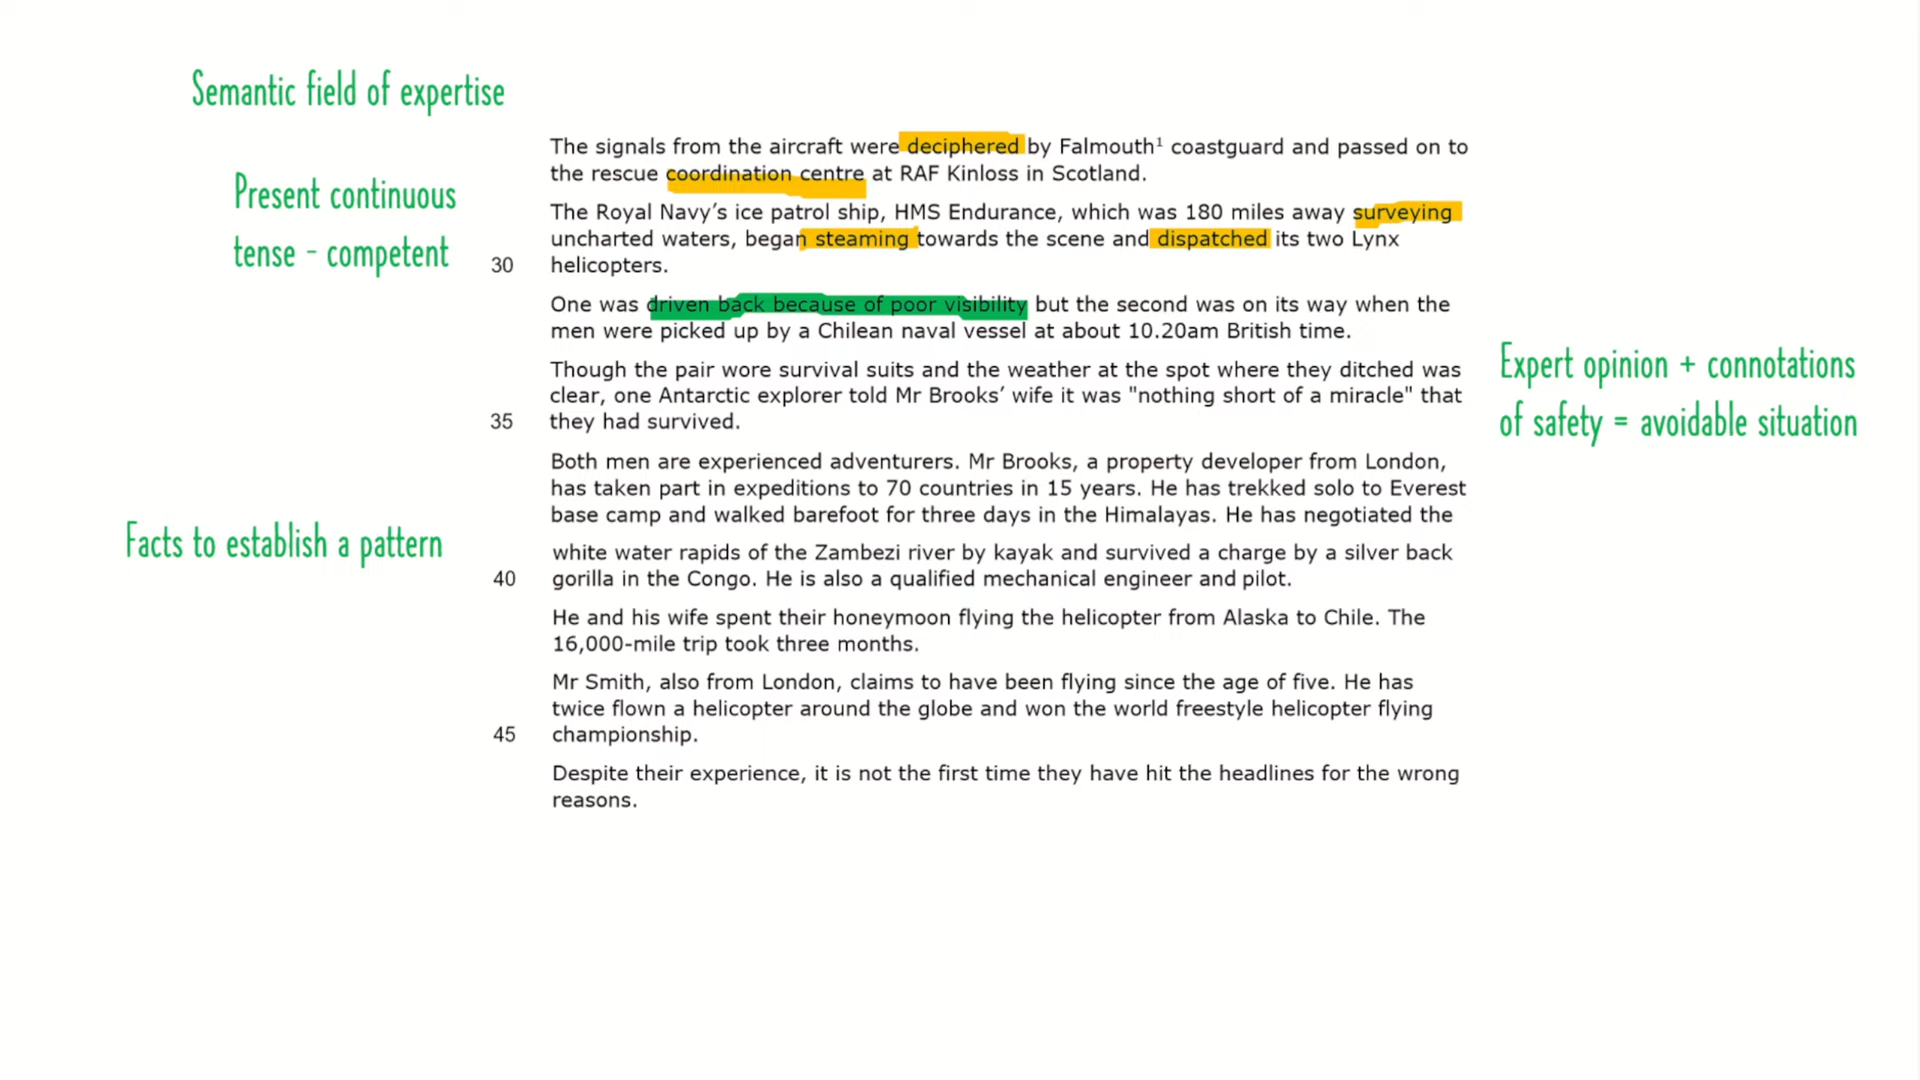 Semantic field of expertise
The signals from the aircraft were deciphered by Falmouth¹ coastguard and passed on to
the rescue coordination centre at RAF Kinloss in Scotland.
Present continuous
tense - competent
The Royal Navy’s ice patrol ship, HMS Endurance, which was 180 miles away surveying
uncharted waters, began steaming towards the scene and dispatched its two Lynx
30 helicopters.
One was driven back because of poor visibility but the second was on its way when the
men were picked up by a Chilean naval vessel at about 10.20am British time.
Though the pair wore survival suits and the weather at the spot where they ditched was
clear, one Antarctic explorer told Mr Brooks’ wife it was "nothing short of a miracle" that
35 they had survived.
Expert opinion + connotations
of safety = avoidable situation
Both men are experienced adventurers. Mr Brooks, a property developer from London,
has taken part in expeditions to 70 countries in 15 years. He has trekked solo to Everest
base camp and walked barefoot for three days in the Himalayas. He has negotiated the
Facts to establish a pattern
white water rapids of the Zambezi river by kayak and survived a charge by a silver back
40 gorilla in the Congo. He is also a qualified mechanical engineer and pilot.
He and his wife spent their honeymoon flying the helicopter from Alaska to Chile. The
16,000-mile trip took three months.
Mr Smith, also from London, claims to have been flying since the age of five. He has
twice flown a helicopter around the globe and won the world freestyle helicopter flying
45 championship.
Despite their experience, it is not the first time they have hit the headlines for the wrong
reasons.